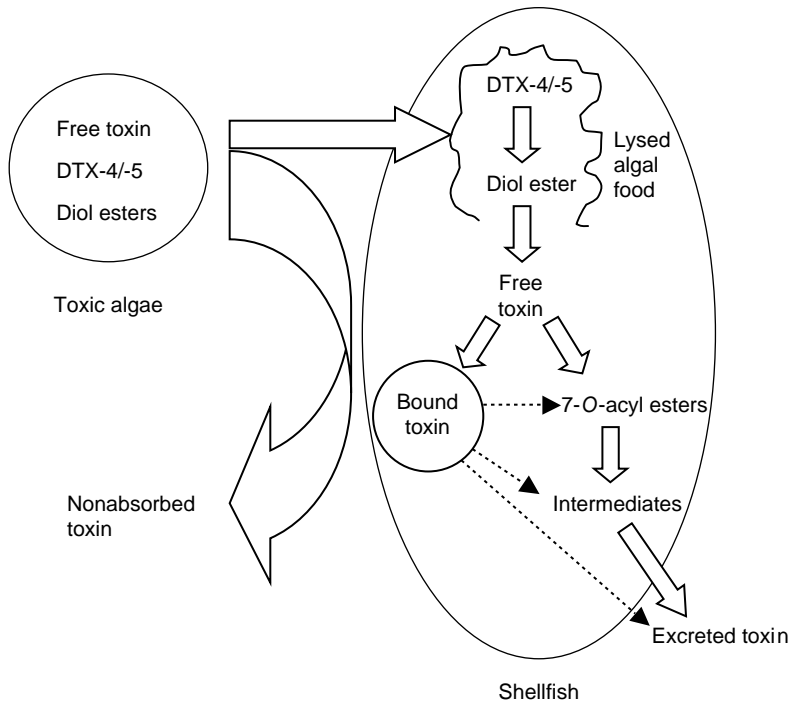 Free toxin
DTX-4/-5
Diol esters
Toxic algae
Nonabsorbed
toxin
DTX-4/-5
Diol ester
Lysed
algal
food
Free
toxin
Bound
toxin
7-O-acyl esters
Intermediates
Excreted toxin
Shellfish